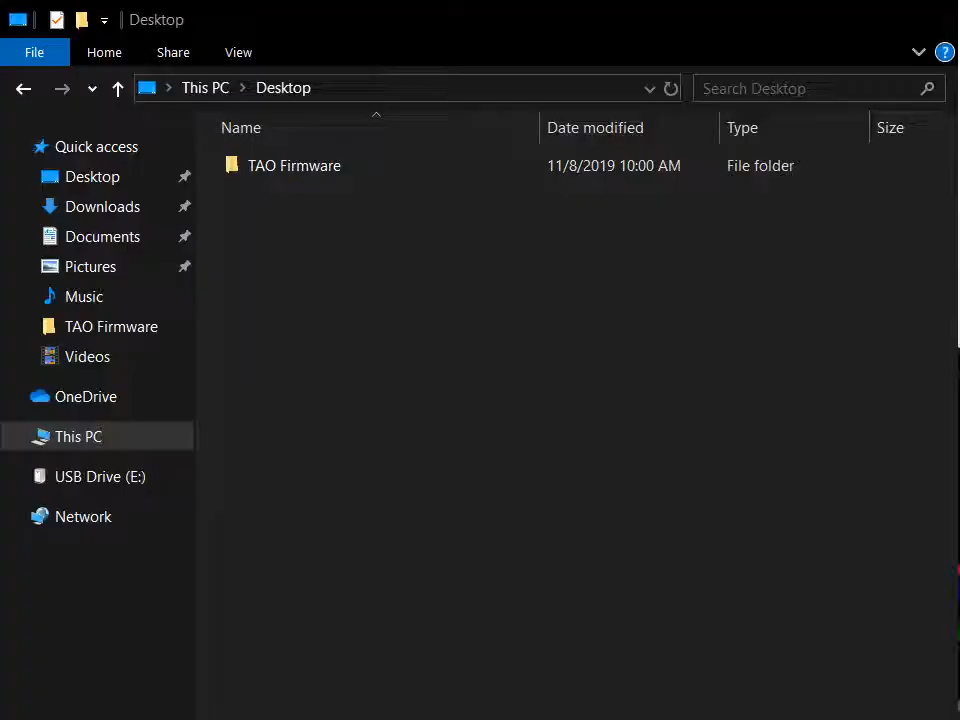 Desktop
File Home Share View
This PC Desktop Search Desktop
Name Date modified Type Size
TAO Firmware 11/8/2019 10:00 AM File folder
Quick access
Desktop
Downloads
Documents
Pictures
Music
TAO Firmware
Videos
OneDrive
This PC
USB Drive (E:)
Network